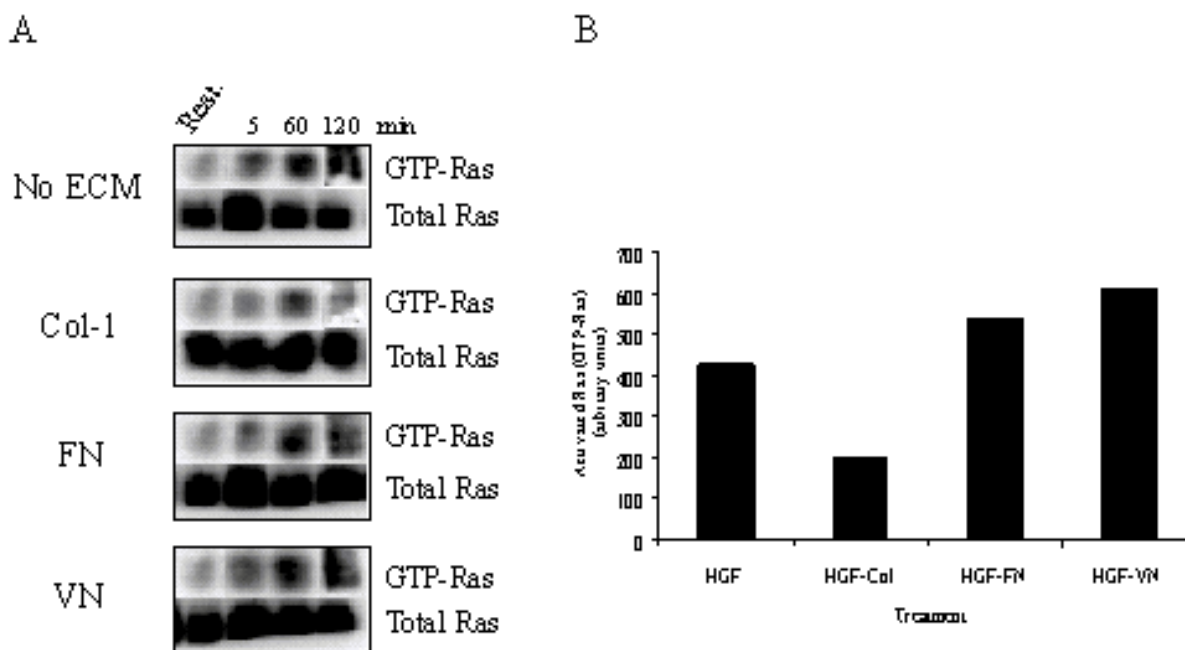 A
B
Rest.
5 60 120 min
No ECM
GTP-Ras
Total Ras
Col-1
GTP-Ras
Total Ras
FN
GTP-Ras
Total Ras
VN
GTP-Ras
Total Ras
700
600
500
400
300
200
100
0
HGF HGF-Col HGF-FN HGF-VN